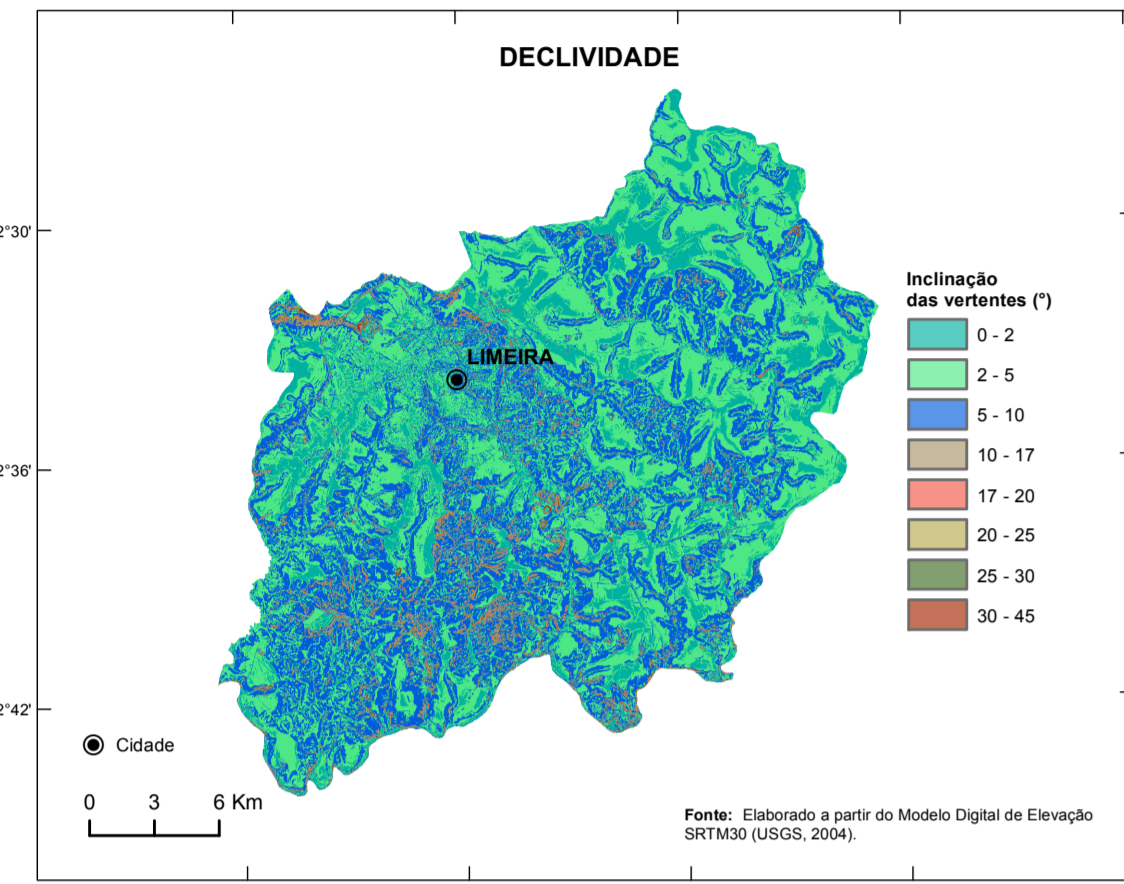 DECLIVIDADE
2°30'
Inclinação
das vertentes (°)
0 - 2
2 - 5
LIMEIRA
5 - 10
10 - 17
2°36'
17 - 20
20 - 25
25 - 30
30 - 45
2°42'
Cidade
0 3 6 Km
Fonte: Elaborado a partir do Modelo Digital de Elevação
SRTM30 (USGS, 2004).